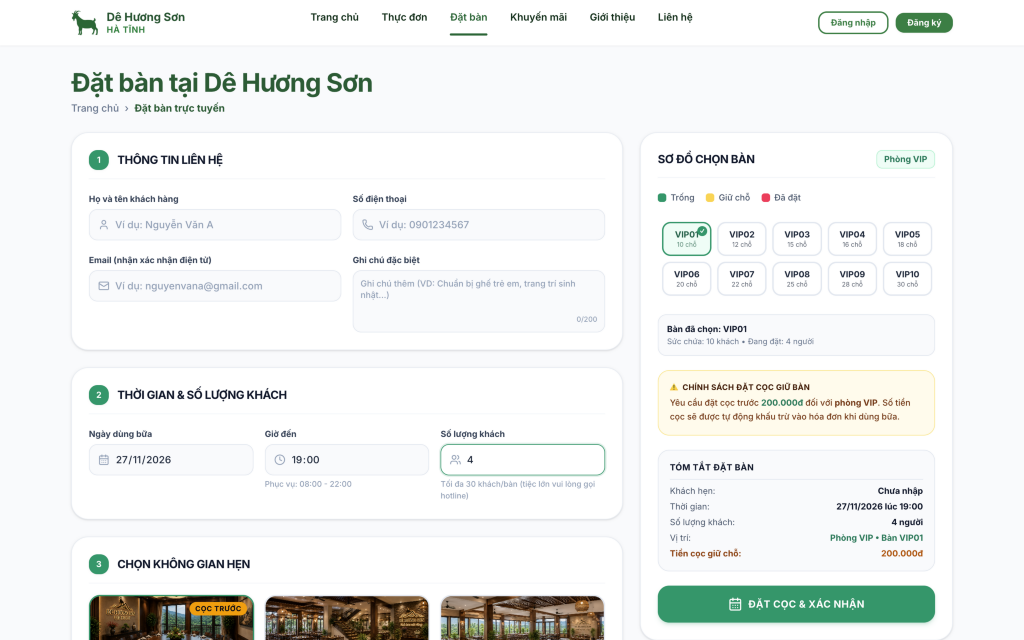 Dê Hương Sơn
HÀ TĨNH
Trang chủ
Thực đơn
Đặt bàn
Khuyến mãi
Giới thiệu
Liên hệ
Đăng nhập
Đăng ký
Đặt bàn tại Dê Hương Sơn
Trang chủ › Đặt bàn trực tuyến
1 THÔNG TIN LIÊN HỆ
Họ và tên khách hàng
Ví dụ: Nguyễn Văn A
Số điện thoại
Ví dụ: 0901234567
Email (nhận xác nhận điện tử)
Ví dụ: nguyenvana@gmail.com
Ghi chú đặc biệt
Ghi chú thêm (VD: Chuẩn bị ghế trẻ em, trang trí sinh
nhật...)
0/200
2 THỜI GIAN & SỐ LƯỢNG KHÁCH
Ngày dùng bữa
27/11/2026
Giờ đến
19:00
Phục vụ: 08:00 - 22:00
Số lượng khách
4
Tối đa 30 khách/bàn (tiệc lớn vui lòng gọi
hotline)
3 CHỌN KHÔNG GIAN HẸN
CỌC TRƯỚC
SƠ ĐỒ CHỌN BÀN
Phòng VIP
Trống
Giữ chỗ
Đã đặt
VIP01
10 chỗ
VIP02
12 chỗ
VIP03
15 chỗ
VIP04
16 chỗ
VIP05
18 chỗ
VIP06
20 chỗ
VIP07
22 chỗ
VIP08
25 chỗ
VIP09
28 chỗ
VIP10
30 chỗ
Bàn đã chọn: VIP01
Sức chứa: 10 khách • Đang đặt: 4 người
CHÍNH SÁCH ĐẶT CỌC GIỮ BÀN
Yêu cầu đặt cọc trước 200.000đ đối với phòng VIP. Số tiền
cọc sẽ được tự động khấu trừ vào hóa đơn khi dùng bữa.
TÓM TẮT ĐẶT BÀN
Khách hẹn: Chưa nhập
Thời gian: 27/11/2026 lúc 19:00
Số lượng khách: 4 người
Vị trí: Phòng VIP • Bàn VIP01
Tiền cọc giữ chỗ: 200.000đ
ĐẶT CỌC & XÁC NHẬN